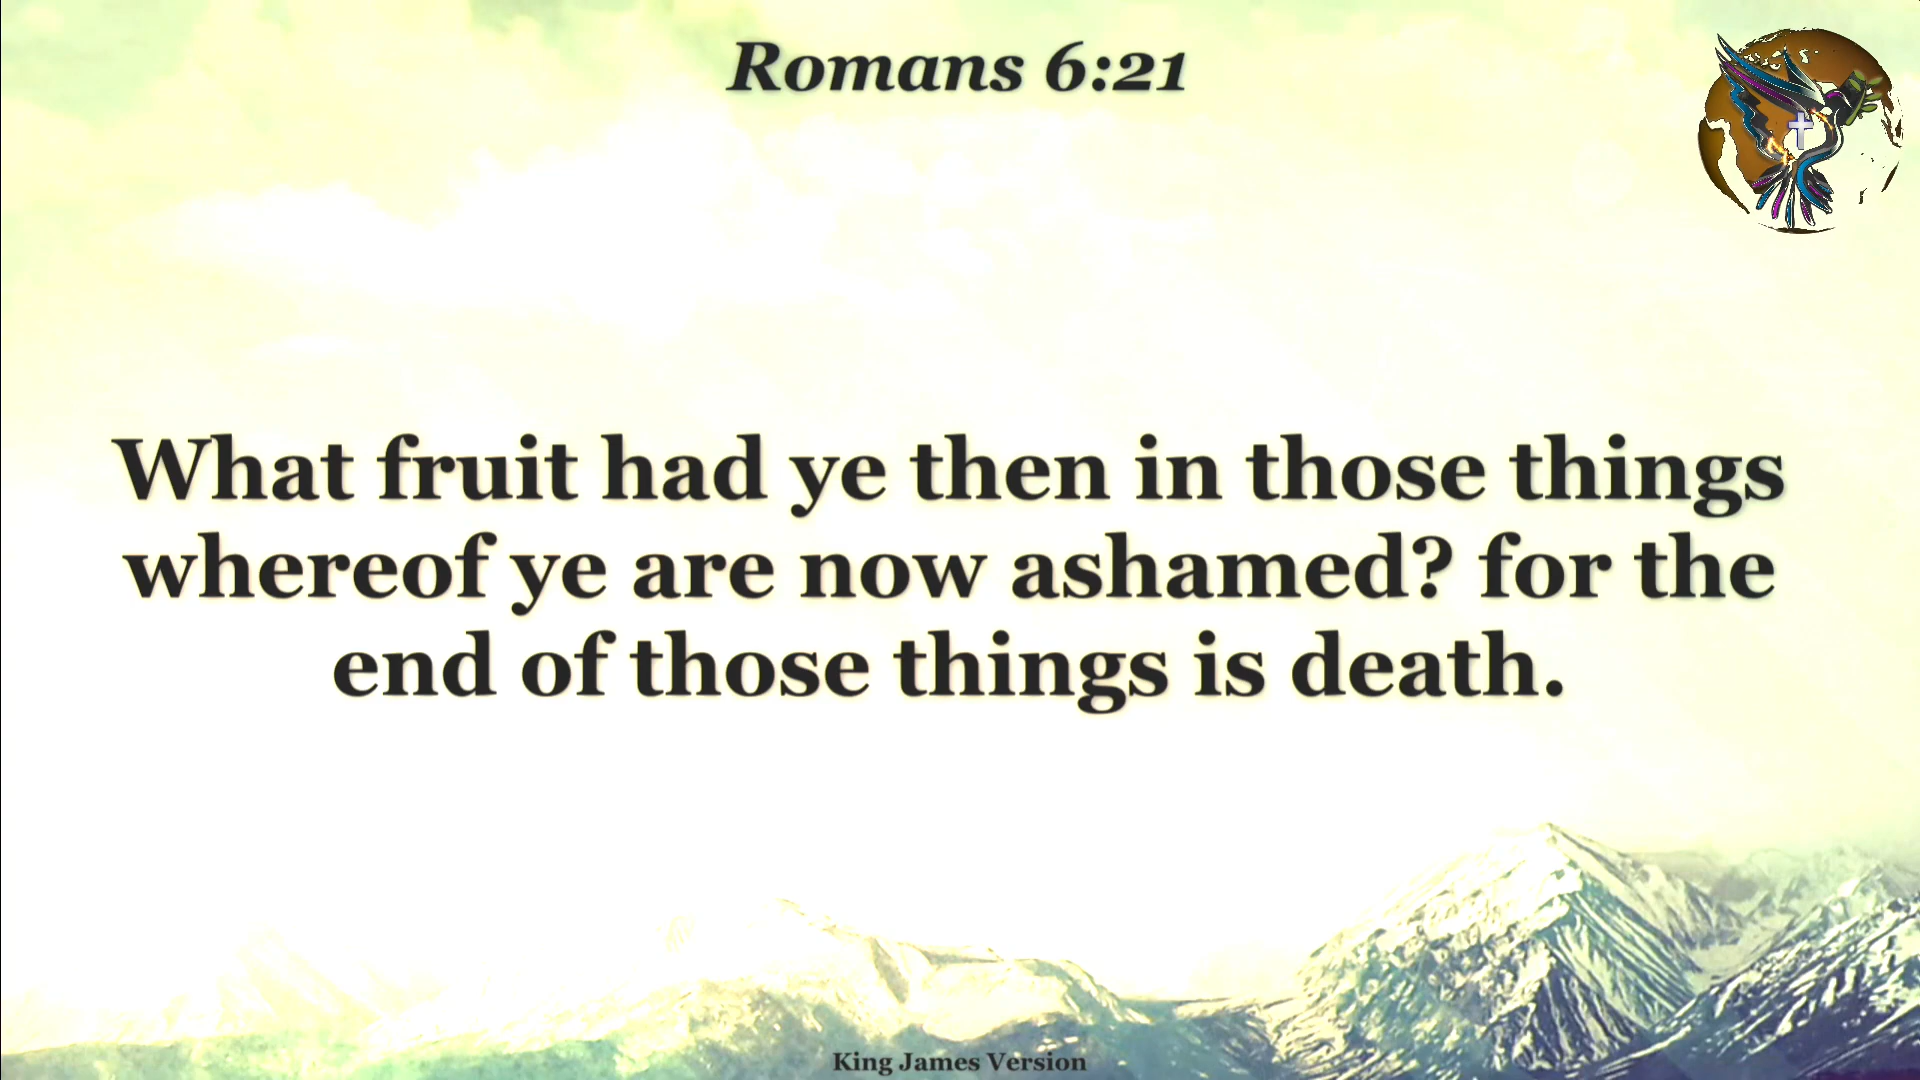 Romans 6:21
What fruit had ye then in those things
whereof ye are now ashamed? for the
end of those things is death.
King James Version